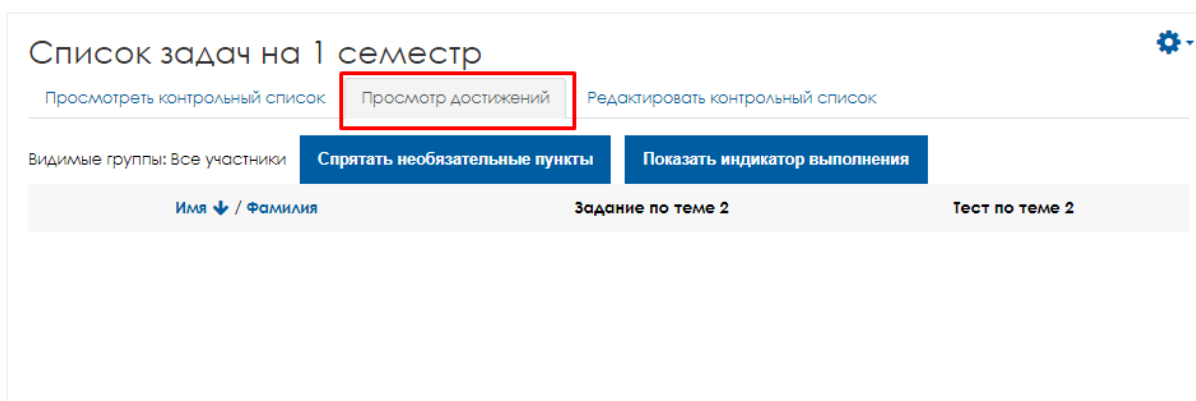 Список задач на 1 семестр
Просмотреть контрольный список Просмотр достижений Редактировать контрольный список
Видимые группы: Все участники Спрятать необязательные пункты Показать индикатор выполнения
Имя ↓ / Фамилия Задание по теме 2 Тест по теме 2